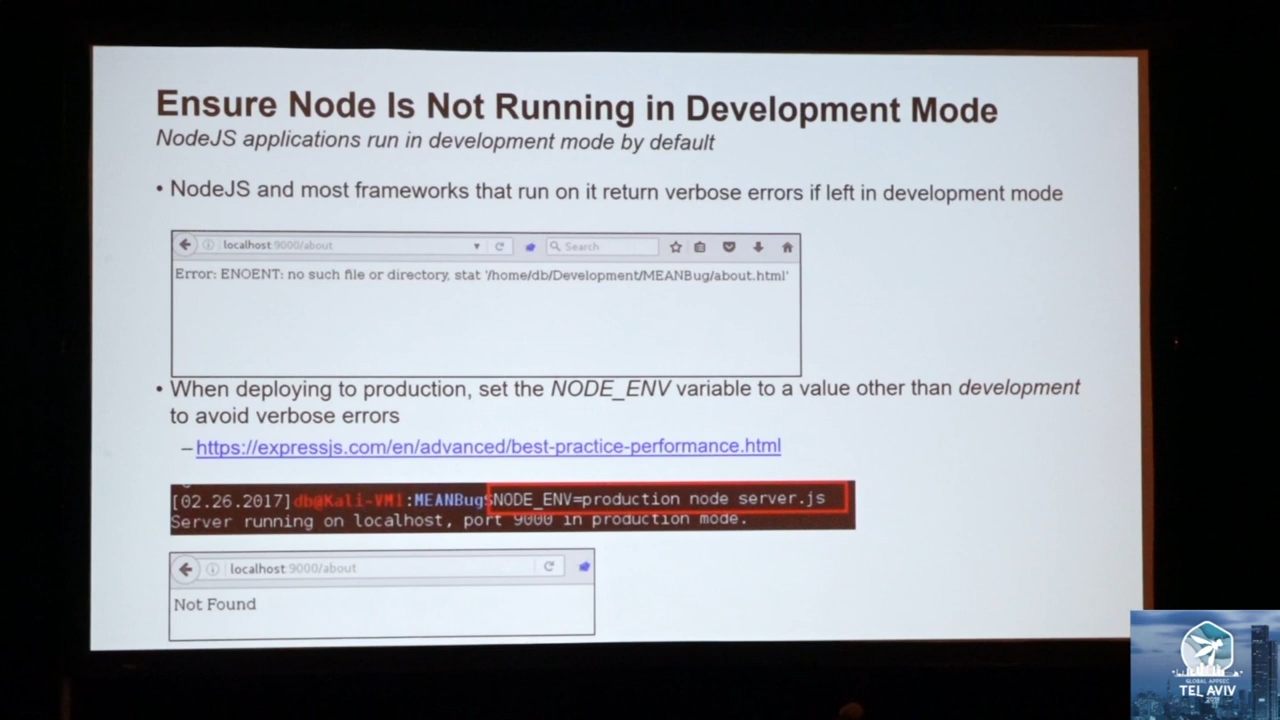 Ensure Node Is Not Running in Development Mode
NodeJS applications run in development mode by default
• NodeJS and most frameworks that run on it return verbose errors if left in development mode
localhost:9000/about
Search
Error: ENOENT: no such file or directory, stat '/home/db/Development/MEANBug/about.html'
• When deploying to production, set the NODE_ENV variable to a value other than development
to avoid verbose errors
– https://expressjs.com/en/advanced/best-practice-performance.html
[02.26.2017]db@Kali-VM1:MEANBug$NODE_ENV=production node server.js
Server running on localhost, port 9000 in production mode.
localhost:9000/about
Not Found
GLOBAL APPSEC
TEL AVIV